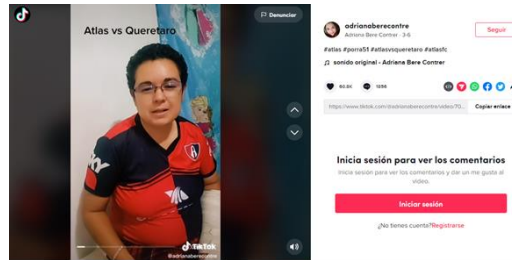 Atlas vs Queretaro
Denunciar
TikTok
@adrianaberecontre
adrianaberecontre
Adriana Bere Contrer · 3-6
Seguir
#atlas #porra51 #atlasvsqueretaro #atlasfc
sonido original - Adriana Bere Contrer
Copiar enlace
Inicia sesión para ver los comentarios
Inicia sesión para ver los comentarios y dar un me gusta al
vídeo.
Iniciar sesión
¿No tienes cuenta?Registrarse